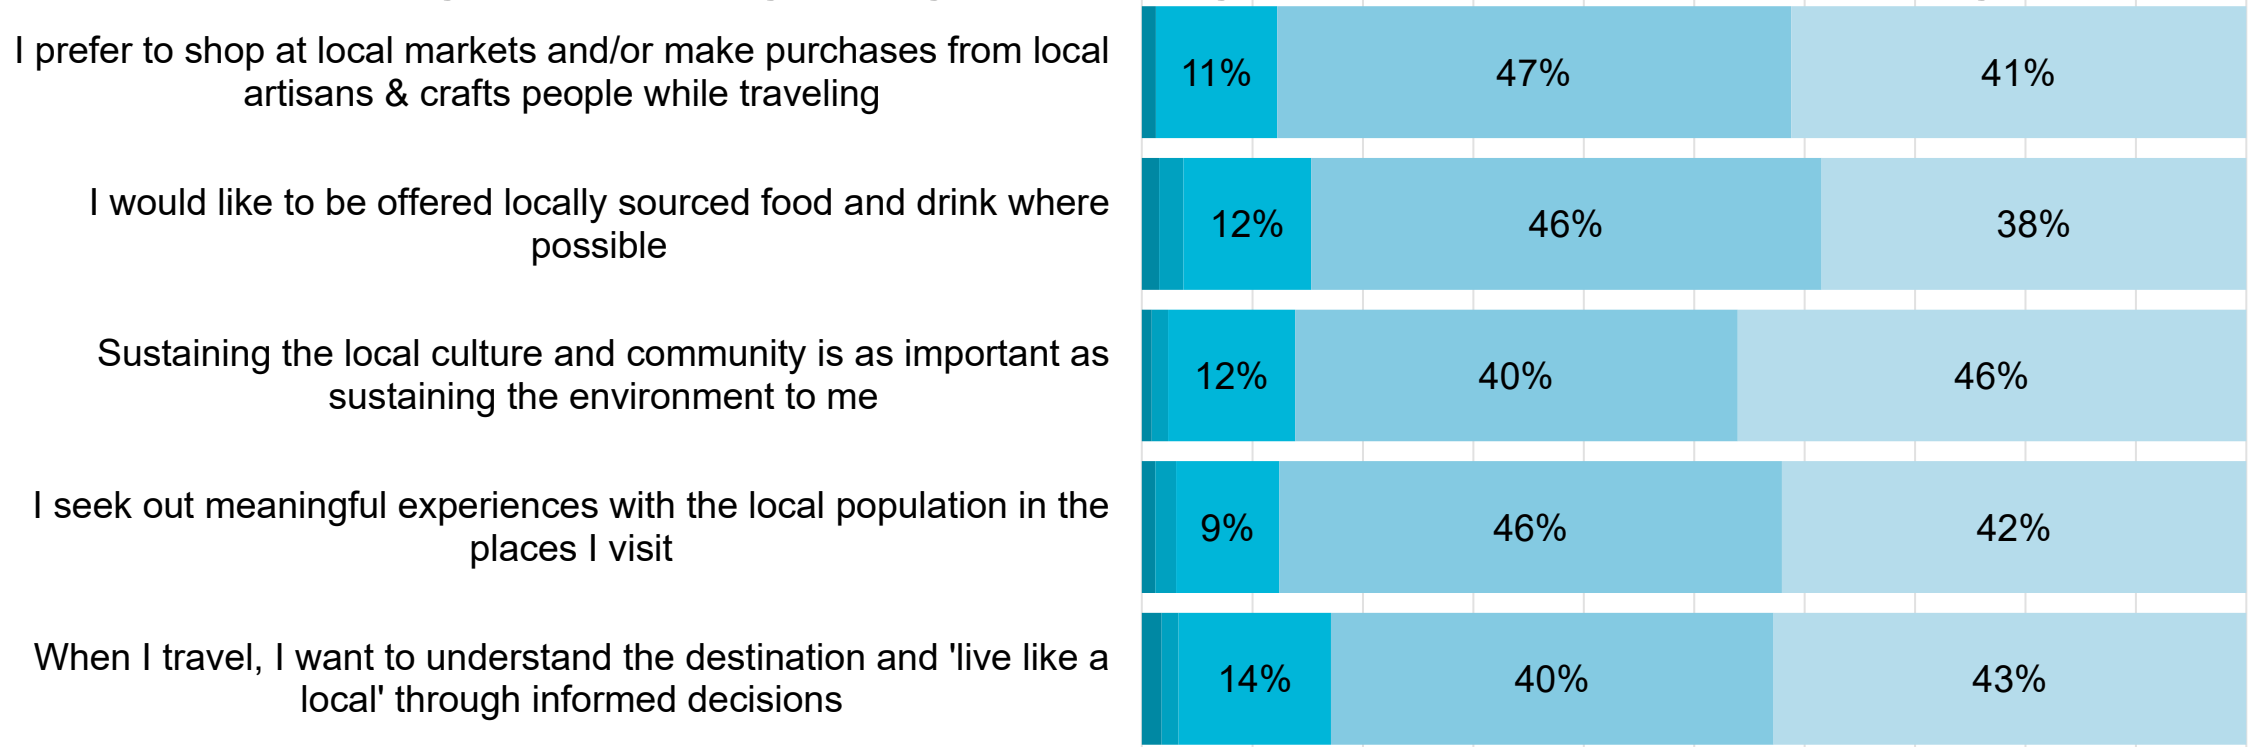 I prefer to shop at local markets and/or make purchases from local
artisans & crafts people while traveling
11%
47%
41%
I would like to be offered locally sourced food and drink where
possible
12%
46%
38%
Sustaining the local culture and community is as important as
sustaining the environment to me
12%
40%
46%
I seek out meaningful experiences with the local population in the
places I visit
9%
46%
42%
When I travel, I want to understand the destination and 'live like a
local' through informed decisions
14%
40%
43%